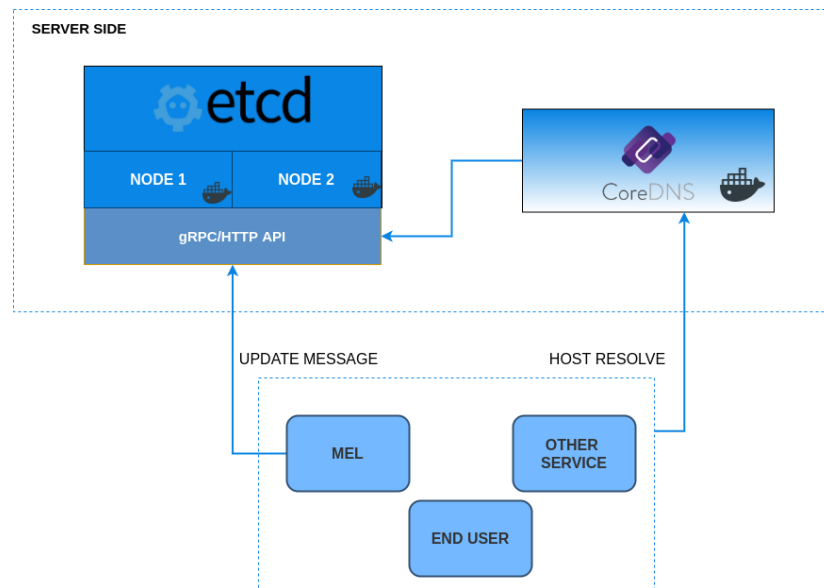 SERVER SIDE
etcd
NODE 1
NODE 2
gRPC/HTTP API
CoreDNS
UPDATE MESSAGE
HOST RESOLVE
MEL
OTHER
SERVICE
END USER